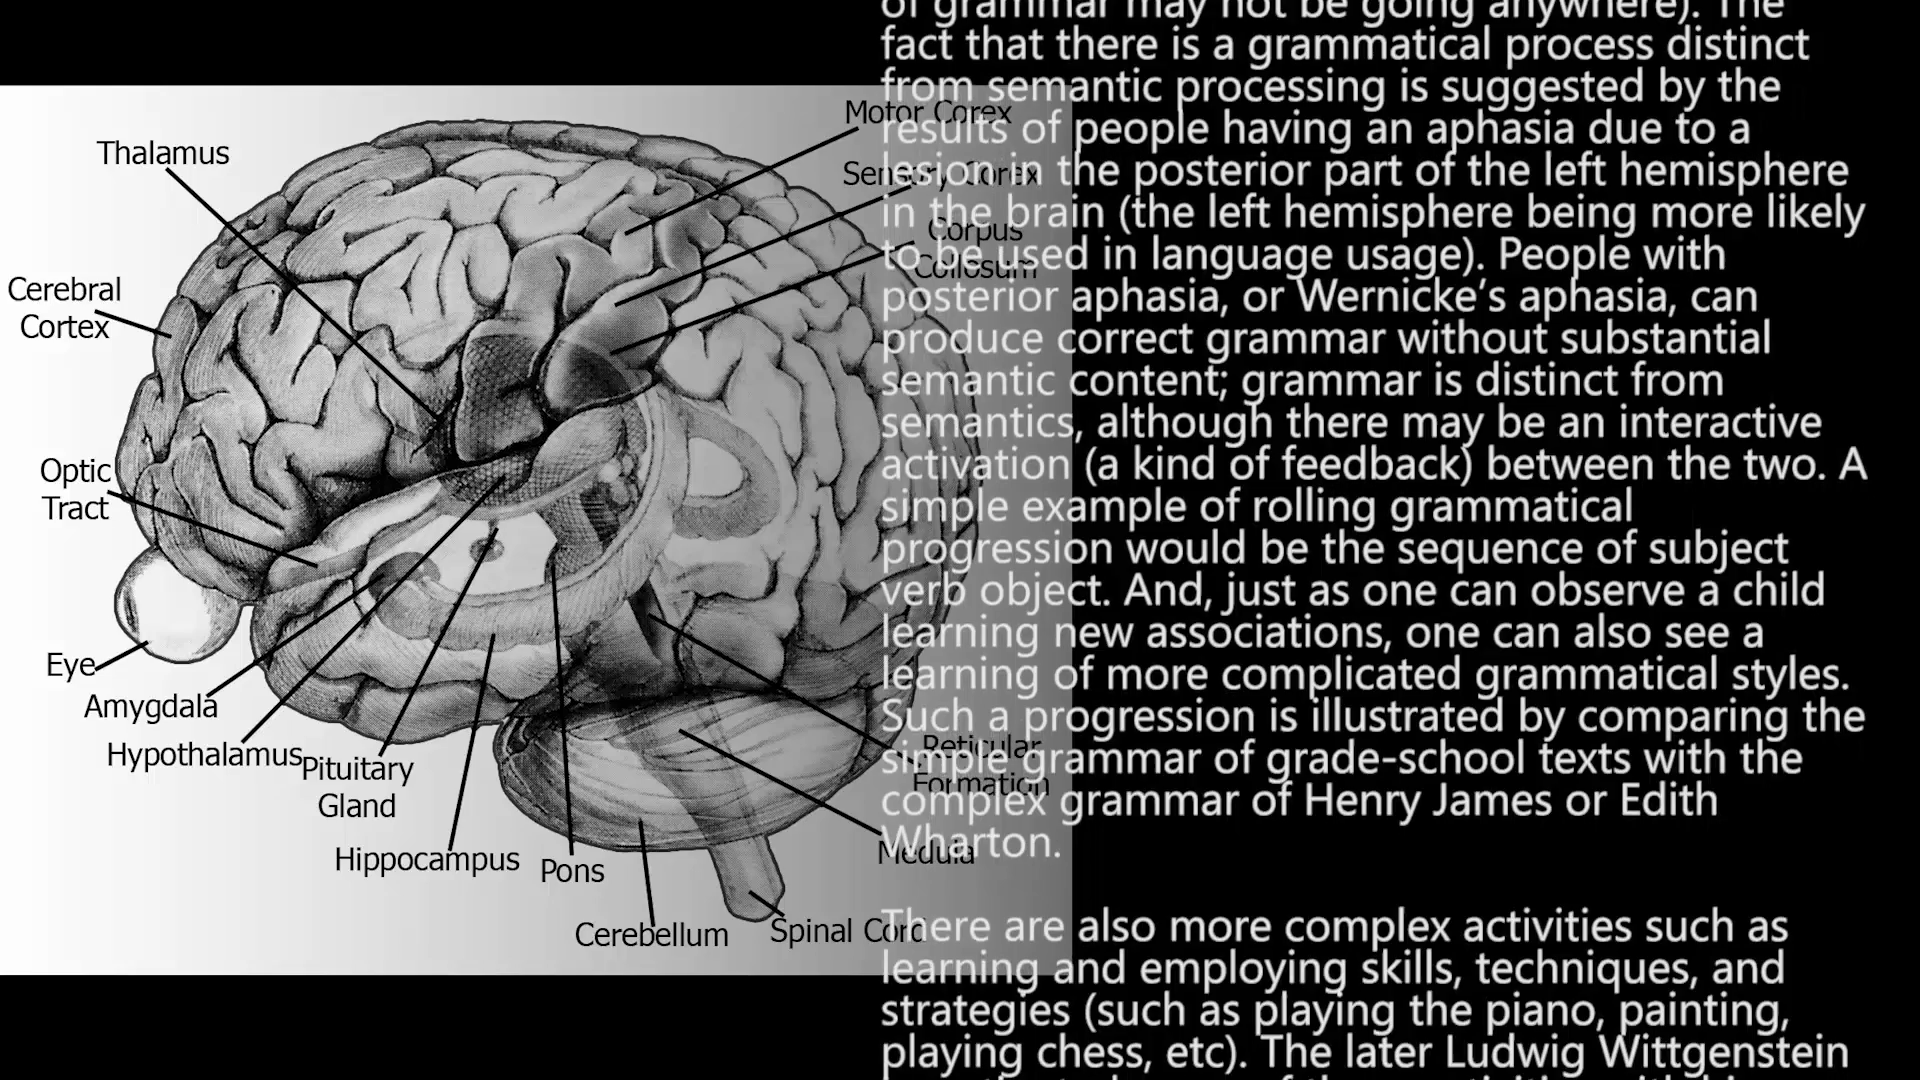 Thalamus
Cerebral
Cortex
Optic
Tract
Eye
Amygdala
Hypothalamus
Pituitary
Gland
Hippocampus
Pons
Cerebellum
Spinal Cord
Medula
Reticular
Formation
Motor Corex
Sensory Corex
Corpus
Collosum
of grammar may not be going anywhere). The
fact that there is a grammatical process distinct
from semantic processing is suggested by the
results of people having an aphasia due to a
lesion in the posterior part of the left hemisphere
in the brain (the left hemisphere being more likely
to be used in language usage). People with
posterior aphasia, or Wernicke's aphasia, can
produce correct grammar without substantial
semantic content; grammar is distinct from
semantics, although there may be an interactive
activation (a kind of feedback) between the two. A
simple example of rolling grammatical
progression would be the sequence of subject
verb object. And, just as one can observe a child
learning new associations, one can also see a
learning of more complicated grammatical styles.
Such a progression is illustrated by comparing the
simple grammar of grade-school texts with the
complex grammar of Henry James or Edith
Wharton.
There are also more complex activities such as
learning and employing skills, techniques, and
strategies (such as playing the piano, painting,
playing chess, etc). The later Ludwig Wittgenstein